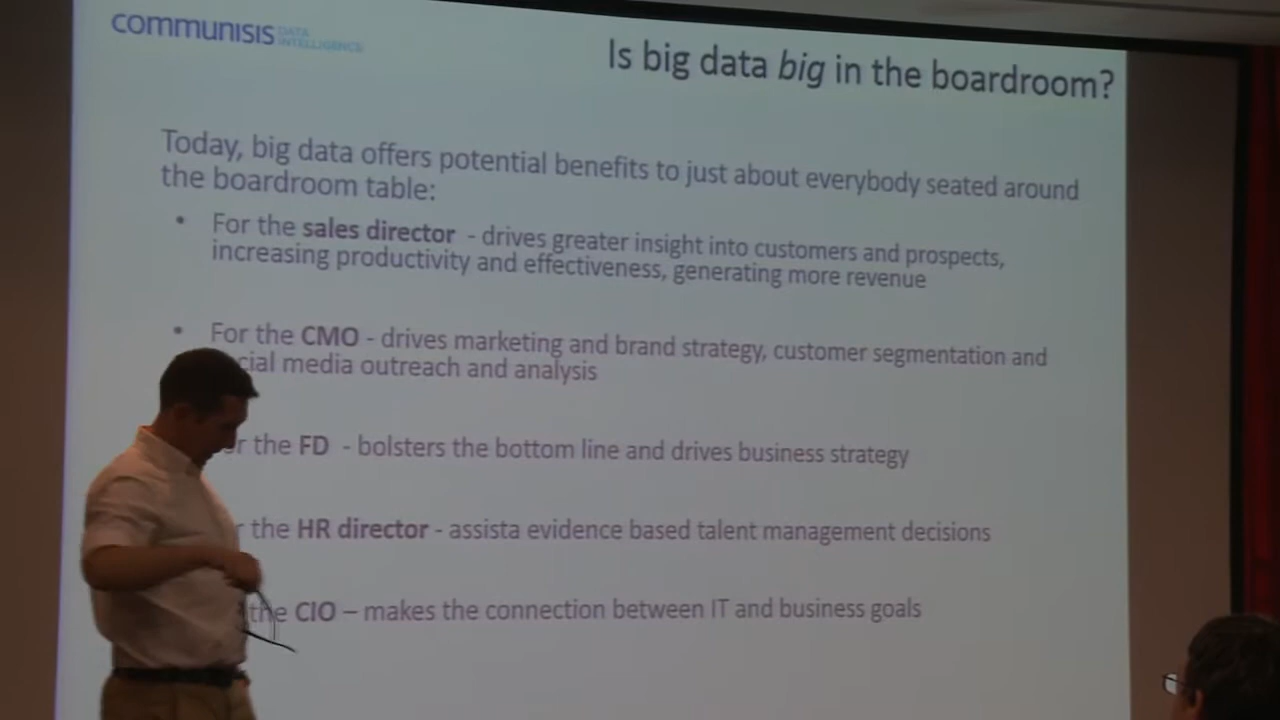 communisis DATA
INTELLIGENCE
Is big data big in the boardroom?
Today, big data offers potential benefits to just about everybody seated around
the boardroom table:
• For the sales director - drives greater insight into customers and prospects,
increasing productivity and effectiveness, generating more revenue
• For the CMO - drives marketing and brand strategy, customer segmentation and
cial media outreach and analysis
r the FD - bolsters the bottom line and drives business strategy
r the HR director - assista evidence based talent management decisions
the CIO – makes the connection between IT and business goals